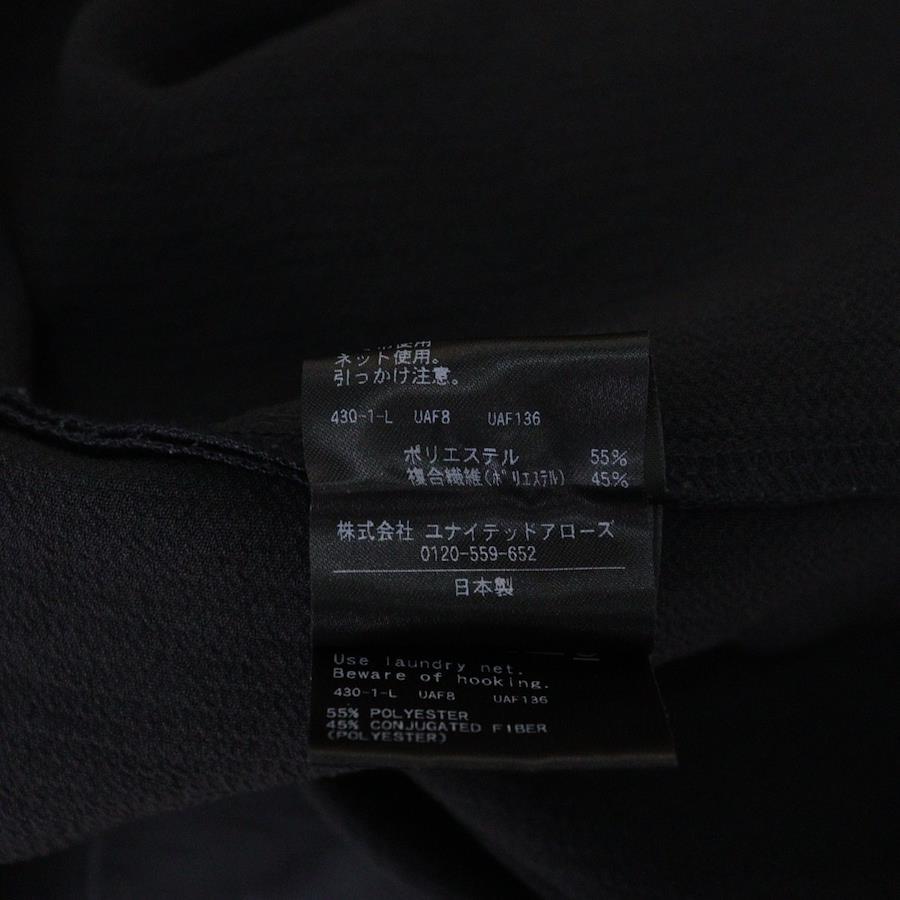 ネット使用。
引っかけ注意。
430-1-L UAF8 UAF136
ポリエステル 55%
複合繊維(ポリエステル) 45%
株式会社 ユナイテッドアローズ
0120-559-652
日本製
Use laundry net.
Beware of hooking.
430-1-L UAF8 UAF136
55% POLYESTER
45% CONJUGATED FIBER
(POLYESTER)